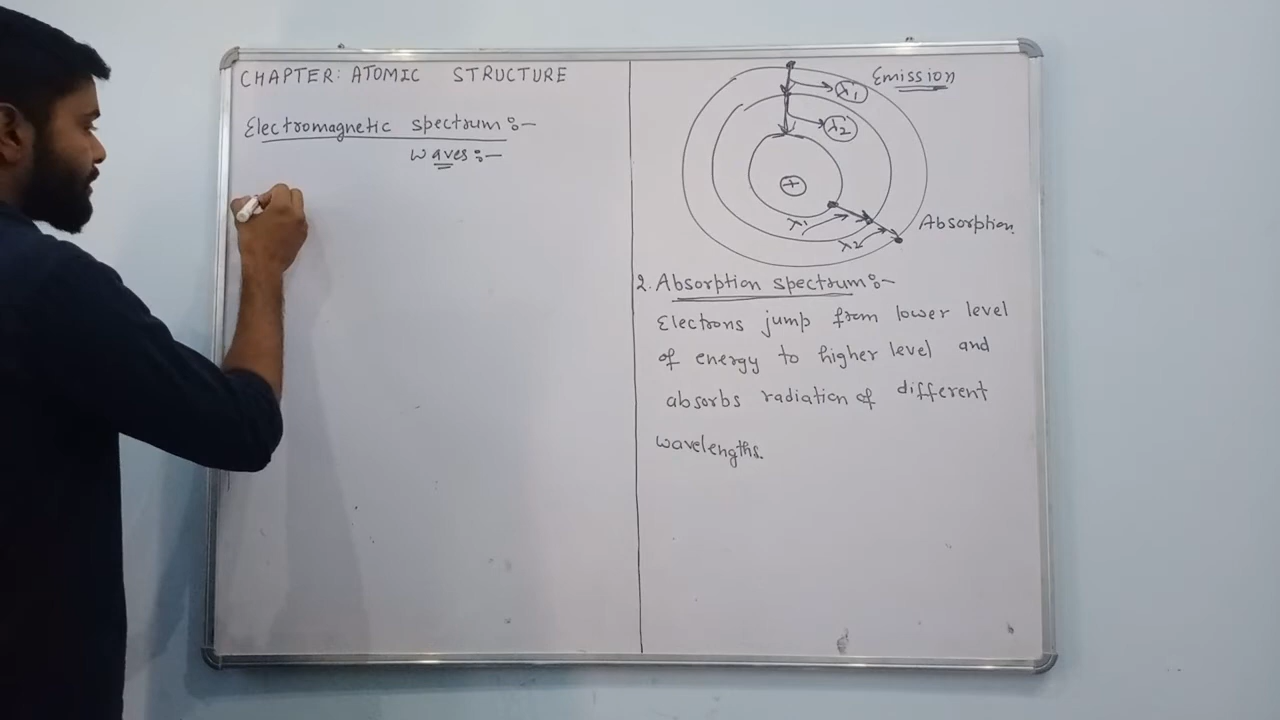 CHAPTER: ATOMIC STRUCTURE
Electromagnetic spectrum:-
waves:-
Emission
λ1
λ2
+
λ1
λ2
Absorption
2. Absorption spectrum:-
Electrons jump from lower level
of energy to higher level and
absorbs radiation of different
wavelengths.